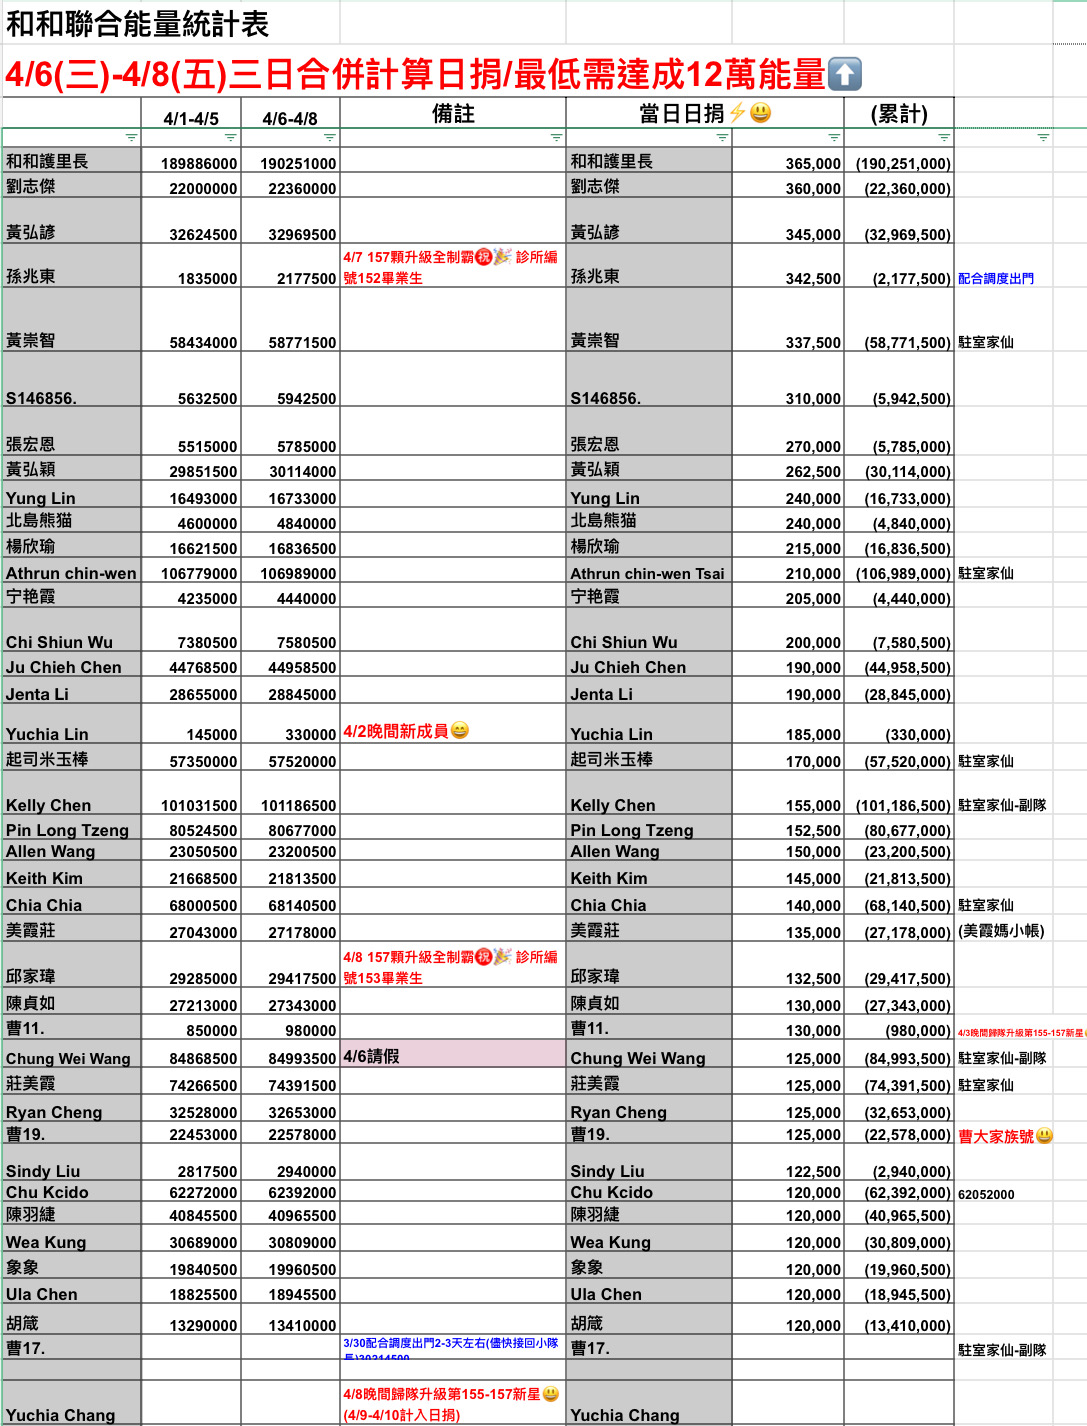 和和聯合能量統計表
4/6(三)-4/8(五)三日合併計算日捐/最低需達成12萬能量⬆️
4/1-4/5 4/6-4/8 備註 當日日捐⚡😃 (累計)
和和護里長 189886000 190251000 和和護里長 365,000 (190,251,000)
劉志傑 22000000 22360000 劉志傑 360,000 (22,360,000)
黃弘諺 32624500 32969500 黃弘諺 345,000 (32,969,500)
4/7 157顆升級全制霸㊗️🎉 診所編
號152畢業生
孫兆東 1835000 2177500 孫兆東 342,500 (2,177,500) 配合調度出門
黃崇智 58434000 58771500 黃崇智 337,500 (58,771,500) 駐室家仙
S146856. 5632500 5942500 S146856. 310,000 (5,942,500)
張宏恩 5515000 5785000 張宏恩 270,000 (5,785,000)
黃弘穎 29851500 30114000 黃弘穎 262,500 (30,114,000)
Yung Lin 16493000 16733000 Yung Lin 240,000 (16,733,000)
北島熊猫 4600000 4840000 北島熊猫 240,000 (4,840,000)
楊欣瑜 16621500 16836500 楊欣瑜 215,000 (16,836,500)
Athrun chin-wen 106779000 106989000 Athrun chin-wen Tsai 210,000 (106,989,000) 駐室家仙
宁艳霞 4235000 4440000 宁艳霞 205,000 (4,440,000)
Chi Shiun Wu 7380500 7580500 Chi Shiun Wu 200,000 (7,580,500)
Ju Chieh Chen 44768500 44958500 Ju Chieh Chen 190,000 (44,958,500)
Jenta Li 28655000 28845000 Jenta Li 190,000 (28,845,000)
Yuchia Lin 145000 330000 4/2晚間新成員😄 Yuchia Lin 185,000 (330,000)
起司米玉棒 57350000 57520000 起司米玉棒 170,000 (57,520,000) 駐室家仙
Kelly Chen 101031500 101186500 Kelly Chen 155,000 (101,186,500) 駐室家仙-副隊
Pin Long Tzeng 80524500 80677000 Pin Long Tzeng 152,500 (80,677,000)
Allen Wang 23050500 23200500 Allen Wang 150,000 (23,200,500)
Keith Kim 21668500 21813500 Keith Kim 145,000 (21,813,500)
Chia Chia 68000500 68140500 Chia Chia 140,000 (68,140,500) 駐室家仙
美霞莊 27043000 27178000 美霞莊 135,000 (27,178,000) (美霞媽小帳)
4/8 157顆升級全制霸㊗️🎉 診所編
號153畢業生
邱家瑋 29285000 29417500 邱家瑋 132,500 (29,417,500)
陳貞如 27213000 27343000 陳貞如 130,000 (27,343,000)
曹11. 850000 980000 曹11. 130,000 (980,000) 4/3晚間歸隊升級第155-157新星
Chung Wei Wang 84868500 84993500 4/6請假 Chung Wei Wang 125,000 (84,993,500) 駐室家仙-副隊
莊美霞 74266500 74391500 莊美霞 125,000 (74,391,500) 駐室家仙
Ryan Cheng 32528000 32653000 Ryan Cheng 125,000 (32,653,000)
曹19. 22453000 22578000 曹19. 125,000 (22,578,000) 曹大家族號😃
Sindy Liu 2817500 2940000 Sindy Liu 122,500 (2,940,000)
Chu Kcido 62272000 62392000 Chu Kcido 120,000 (62,392,000) 62052000
陳羽緁 40845500 40965500 陳羽緁 120,000 (40,965,500)
Wea Kung 30689000 30809000 Wea Kung 120,000 (30,809,000)
象象 19840500 19960500 象象 120,000 (19,960,500)
Ula Chen 18825500 18945500 Ula Chen 120,000 (18,945,500)
胡箴 13290000 13410000 胡箴 120,000 (13,410,000)
3/30配合調度出門2-3天左右(儘快接回小隊
長)30214500
曹17. 曹17. 駐室家仙-副隊
4/8晚間歸隊升級第155-157新星😃
(4/9-4/10計入日捐)
Yuchia Chang Yuchia Chang